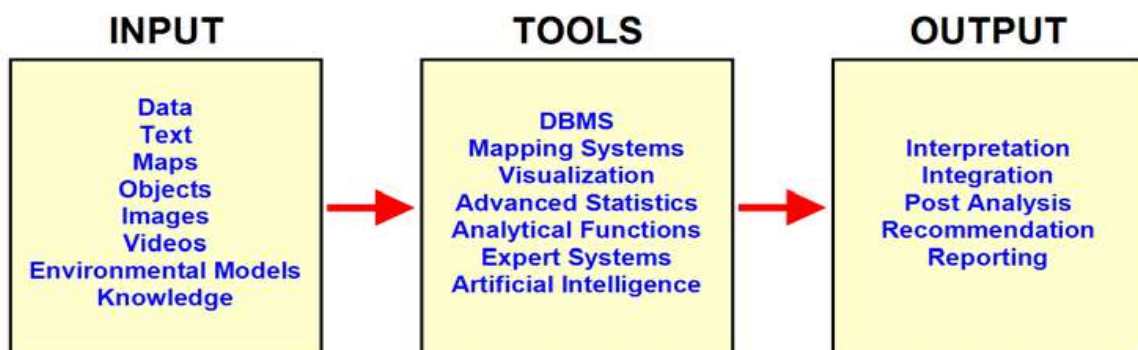 INPUT
Data
Text
Maps
Objects
Images
Videos
Environmental Models
Knowledge
TOOLS
DBMS
Mapping Systems
Visualization
Advanced Statistics
Analytical Functions
Expert Systems
Artificial Intelligence
OUTPUT
Interpretation
Integration
Post Analysis
Recommendation
Reporting